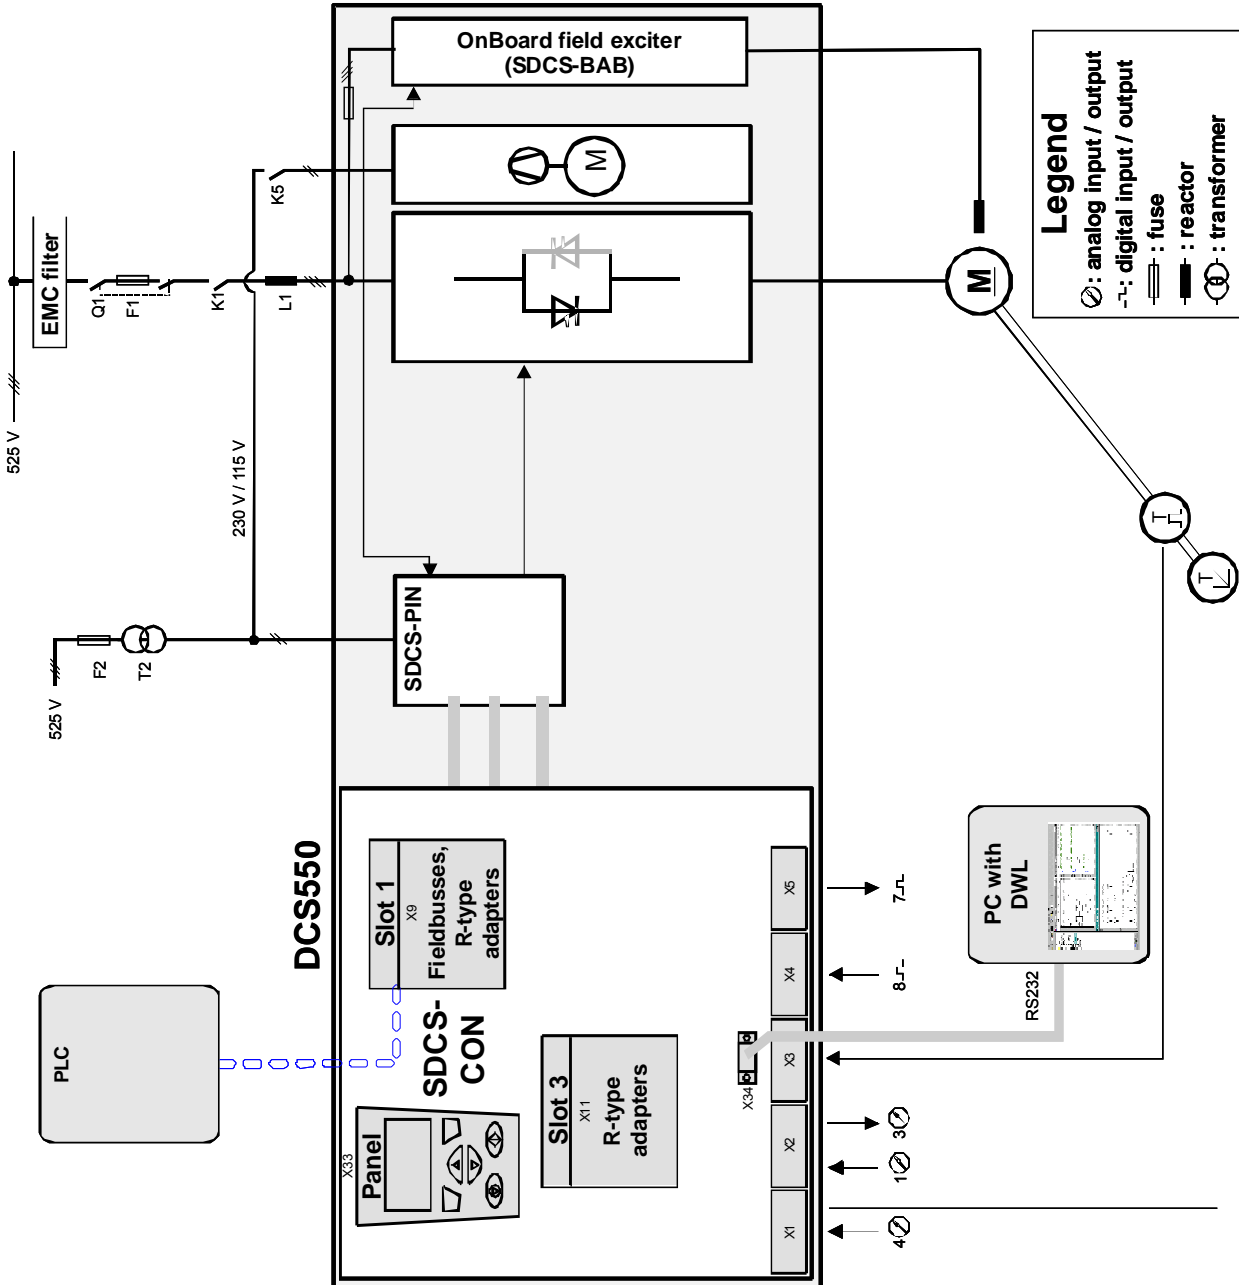 OnBoard field exciter
(SDCS-BAB)
M
K5
EMC filter
Q1
F1
K1
L1
525 V
230 V / 115 V
M
T
T
Legend
: analog input / output
: digital input / output
: fuse
: reactor
: transformer
525 V
F2
T2
SDCS-PIN
DCS550
PLC
Slot 1
X9
Fieldbusses,
R-type
adapters
SDCS-
CON
X33
Panel
Slot 3
X11
R-type
adapters
X34
X1
X2
X3
X4
X5
4
1
3
8
7
RS232
PC with
DWL